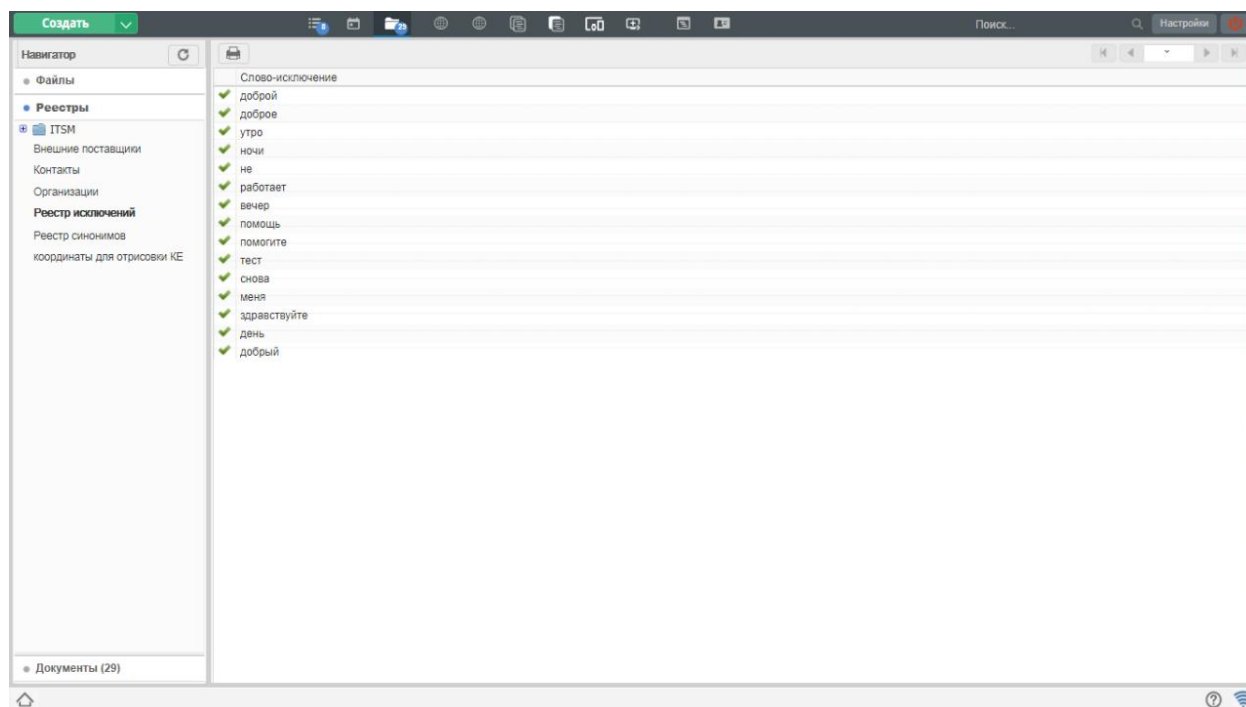 Создать
8
29
Поиск...
Настройки
Навигатор
Файлы
Реестры
ITSM
Внешние поставщики
Контакты
Организации
Реестр исключений
Реестр синонимов
координаты для отрисовки КЕ
Документы (29)
Слово-исключение
доброй
доброе
утро
ночи
не
работает
вечер
помощь
помогите
тест
снова
меня
здравствуйте
день
добрый